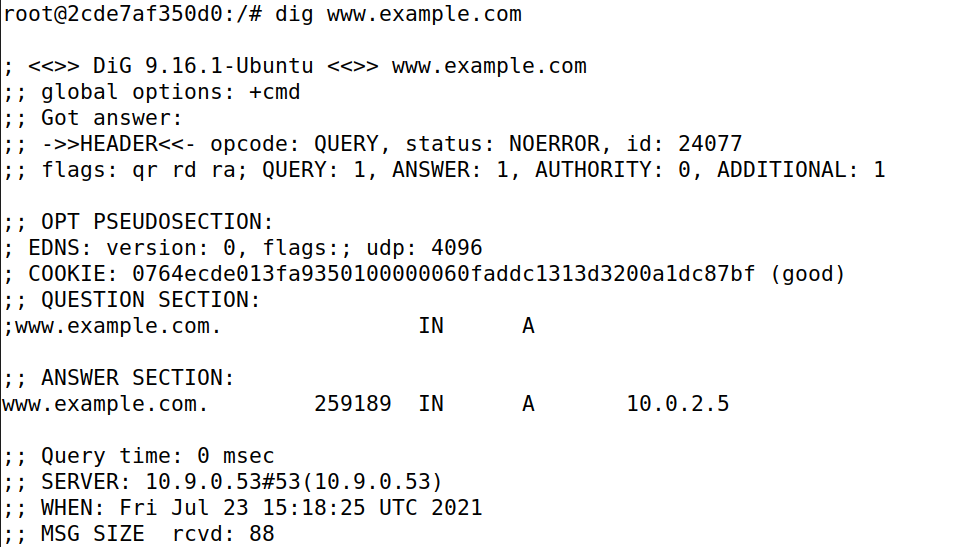 root@2cde7af350d0:/# dig www.example.com
; <<>> DiG 9.16.1-Ubuntu <<>> www.example.com
;; global options: +cmd
;; Got answer:
;; ->>HEADER<<- opcode: QUERY, status: NOERROR, id: 24077
;; flags: qr rd ra; QUERY: 1, ANSWER: 1, AUTHORITY: 0, ADDITIONAL: 1
;; OPT PSEUDOSECTION:
; EDNS: version: 0, flags:; udp: 4096
; COOKIE: 0764ecde013fa9350100000060faddc1313d3200a1dc87bf (good)
;; QUESTION SECTION:
;www.example.com. IN A
;; ANSWER SECTION:
www.example.com. 259189 IN A 10.0.2.5
;; Query time: 0 msec
;; SERVER: 10.9.0.53#53(10.9.0.53)
;; WHEN: Fri Jul 23 15:18:25 UTC 2021
;; MSG SIZE  rcvd: 88